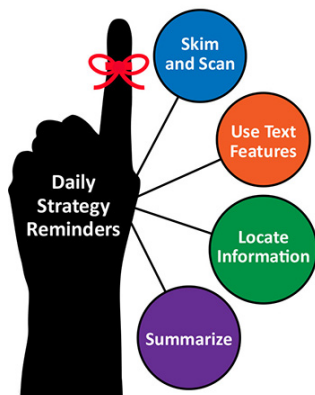 Skim
and Scan
Use Text
Features
Daily
Strategy
Reminders
Locate
Information
Summarize